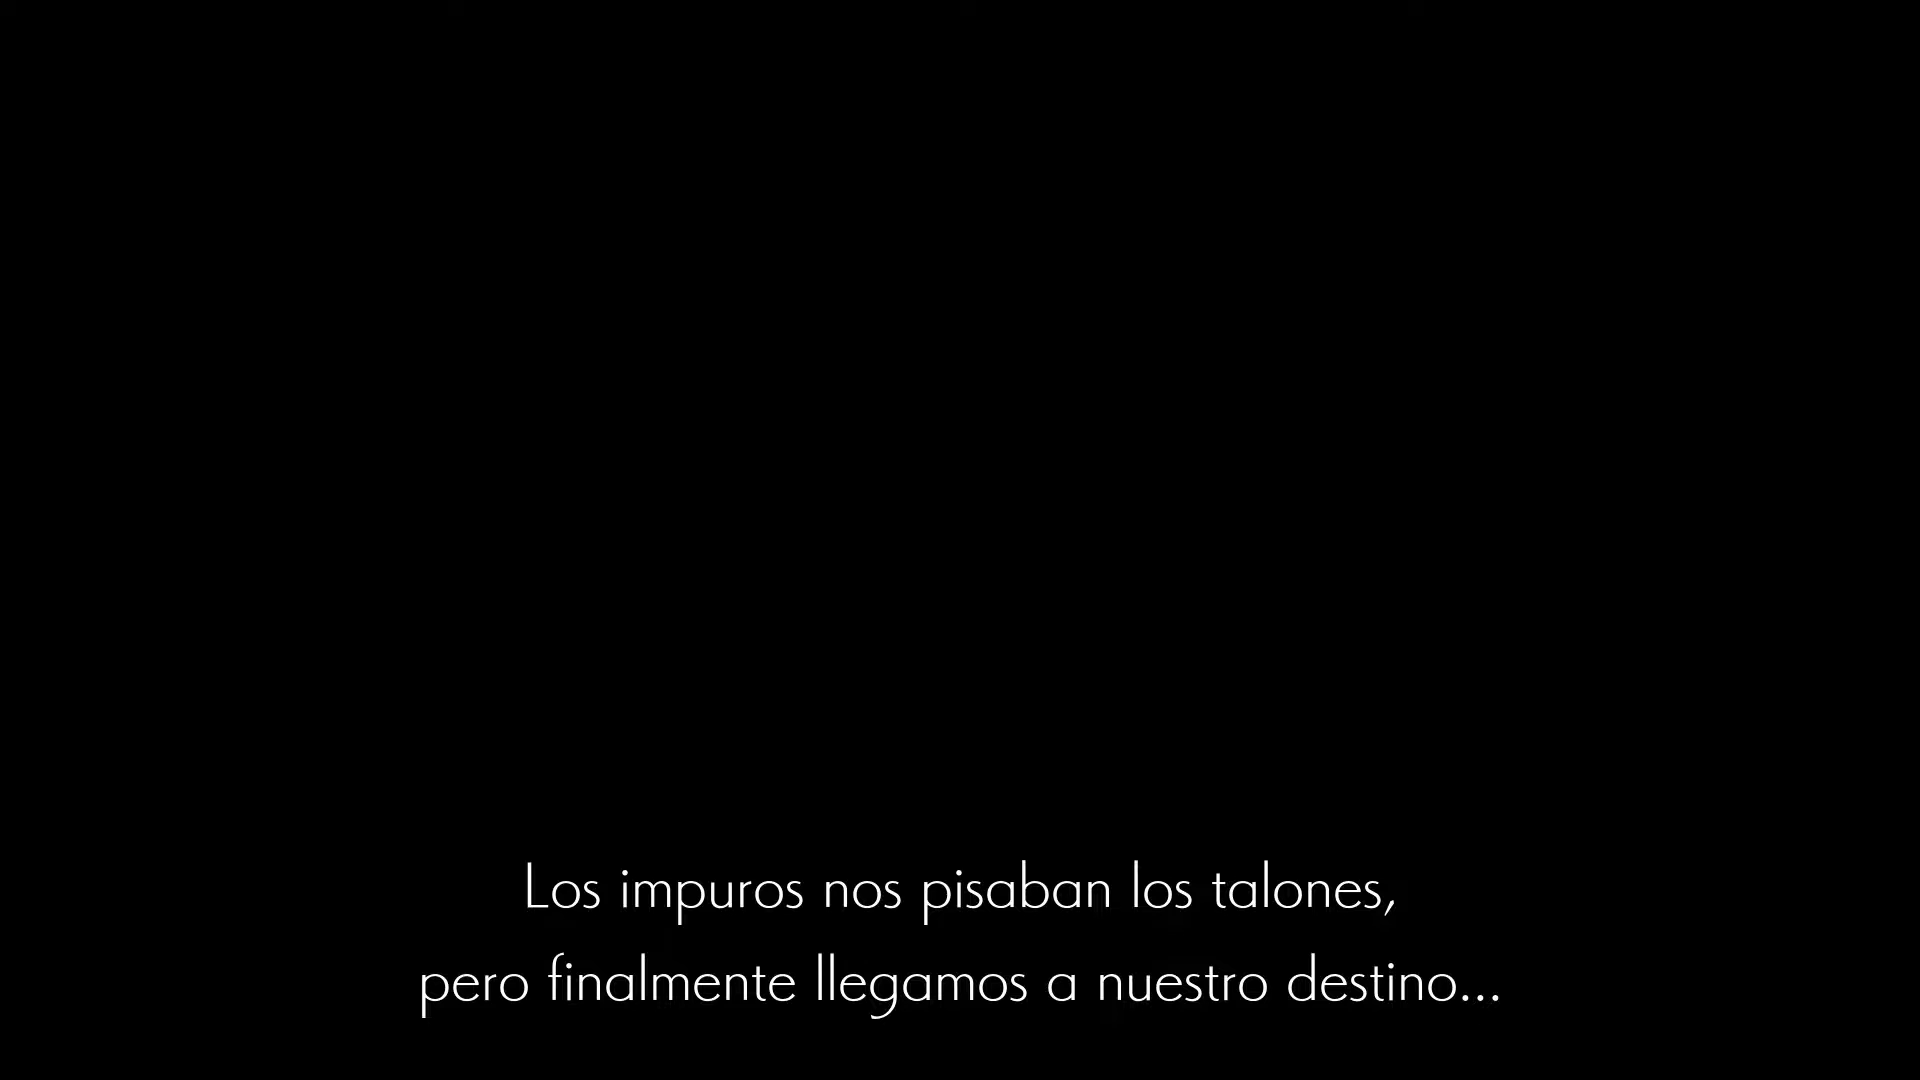 Los impuros nos pisaban los talones,
pero finalmente llegamos a nuestro destino...